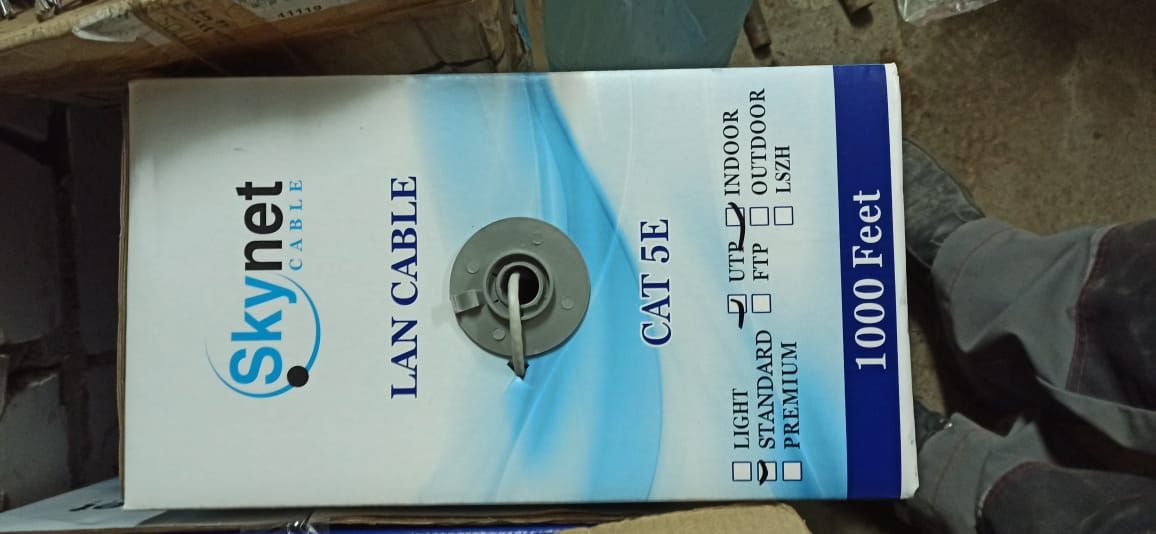 Skynet
CABLE
LAN CABLE
CAT 5E
LIGHT UTP INDOOR
STANDARD FTP OUTDOOR
PREMIUM LSZH
1000 Feet